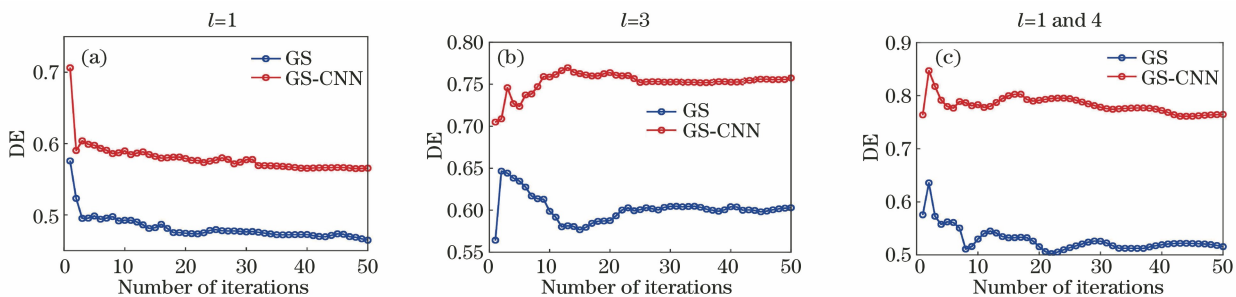 l=1
(a)
GS
GS-CNN
0.7
0.6
0.5
DE
0 10 20 30 40 50
Number of iterations
l=3
(b)
GS
GS-CNN
0.80
0.75
0.70
0.65
0.60
0.55
DE
0 10 20 30 40 50
Number of iterations
l=1 and 4
(c)
GS
GS-CNN
0.9
0.8
0.7
0.6
0.5
DE
0 10 20 30 40 50
Number of iterations